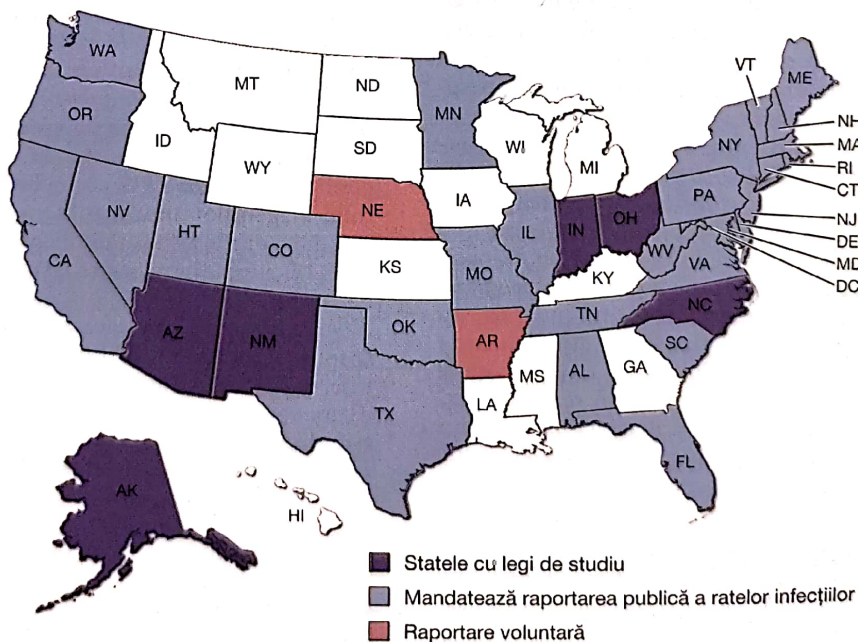 WA
MT
ND
MN
VT
ME
OR
ID
SD
WI
MI
NY
NH
MA
RI
CT
WY
NE
IA
PA
NJ
DE
MD
DC
NV
HT
CO
IL
IN
OH
WV
VA
CA
KS
MO
KY
AZ
NM
OK
AR
TN
NC
SC
MS
AL
GA
TX
LA
FL
AK
HI
Statele cu legi de studiu
Mandatează raportarea publică a ratelor infecțiilor
Raportare voluntară